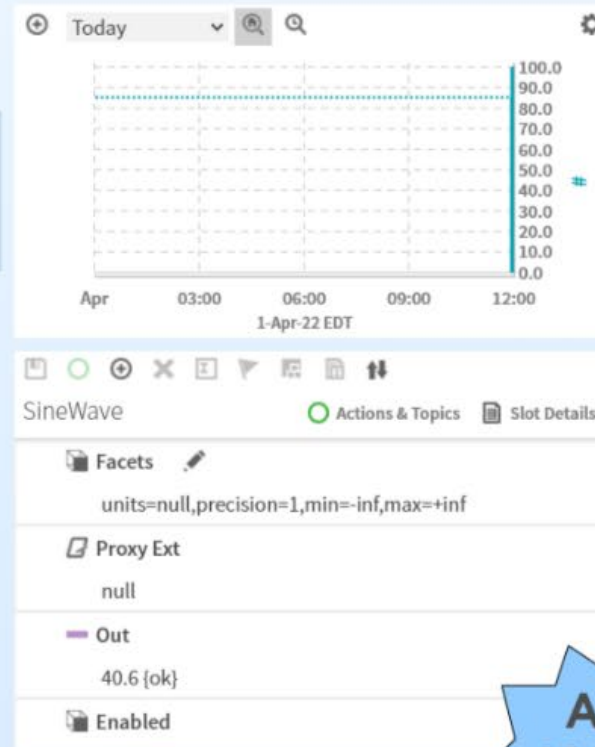 Today
100.0
90.0
80.0
70.0
60.0
50.0
40.0
30.0
20.0
10.0
0.0
#
Apr 03:00 06:00 09:00 12:00
1-Apr-22 EDT
SineWave Actions & Topics Slot Details
Facets
units=null,precision=1,min=-inf,max=+inf
Proxy Ext
null
Out
40.6 {ok}
Enabled
A